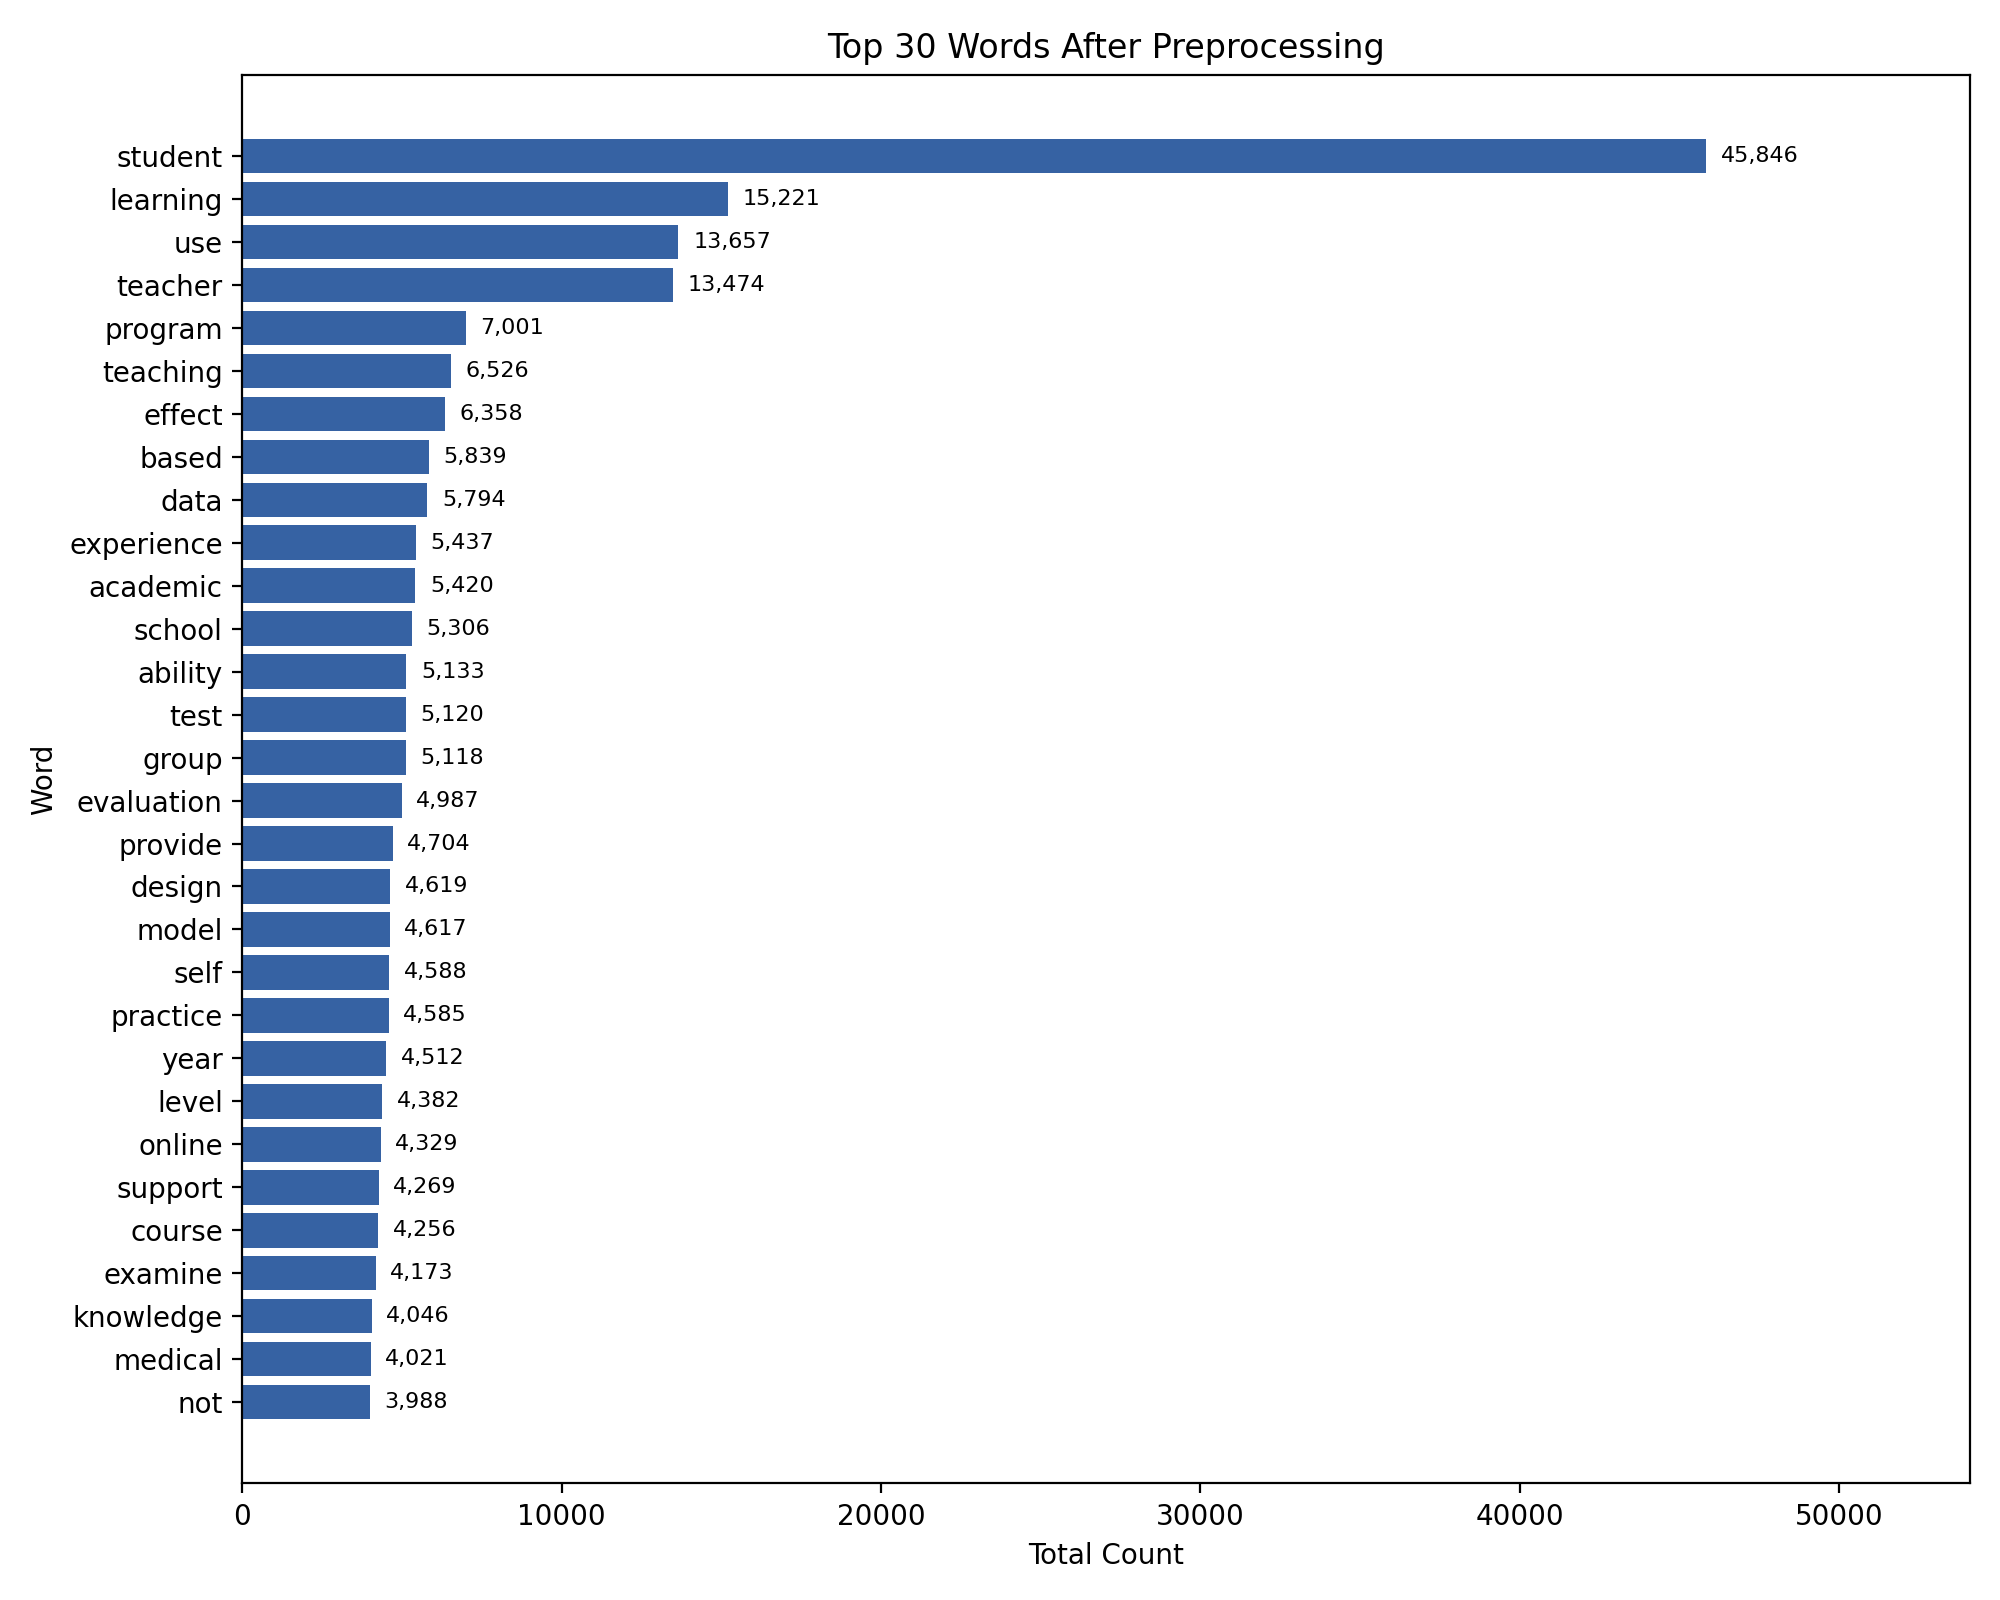 Top 30 Words After Preprocessing
student 45,846
learning 15,221
use 13,657
teacher 13,474
program 7,001
teaching 6,526
effect 6,358
based 5,839
data 5,794
experience 5,437
academic 5,420
school 5,306
ability 5,133
test 5,120
group 5,118
evaluation 4,987
provide 4,704
design 4,619
model 4,617
self 4,588
practice 4,585
year 4,512
level 4,382
online 4,329
support 4,269
course 4,256
examine 4,173
knowledge 4,046
medical 4,021
not 3,988
Word
0 10000 20000 30000 40000 50000
Total Count